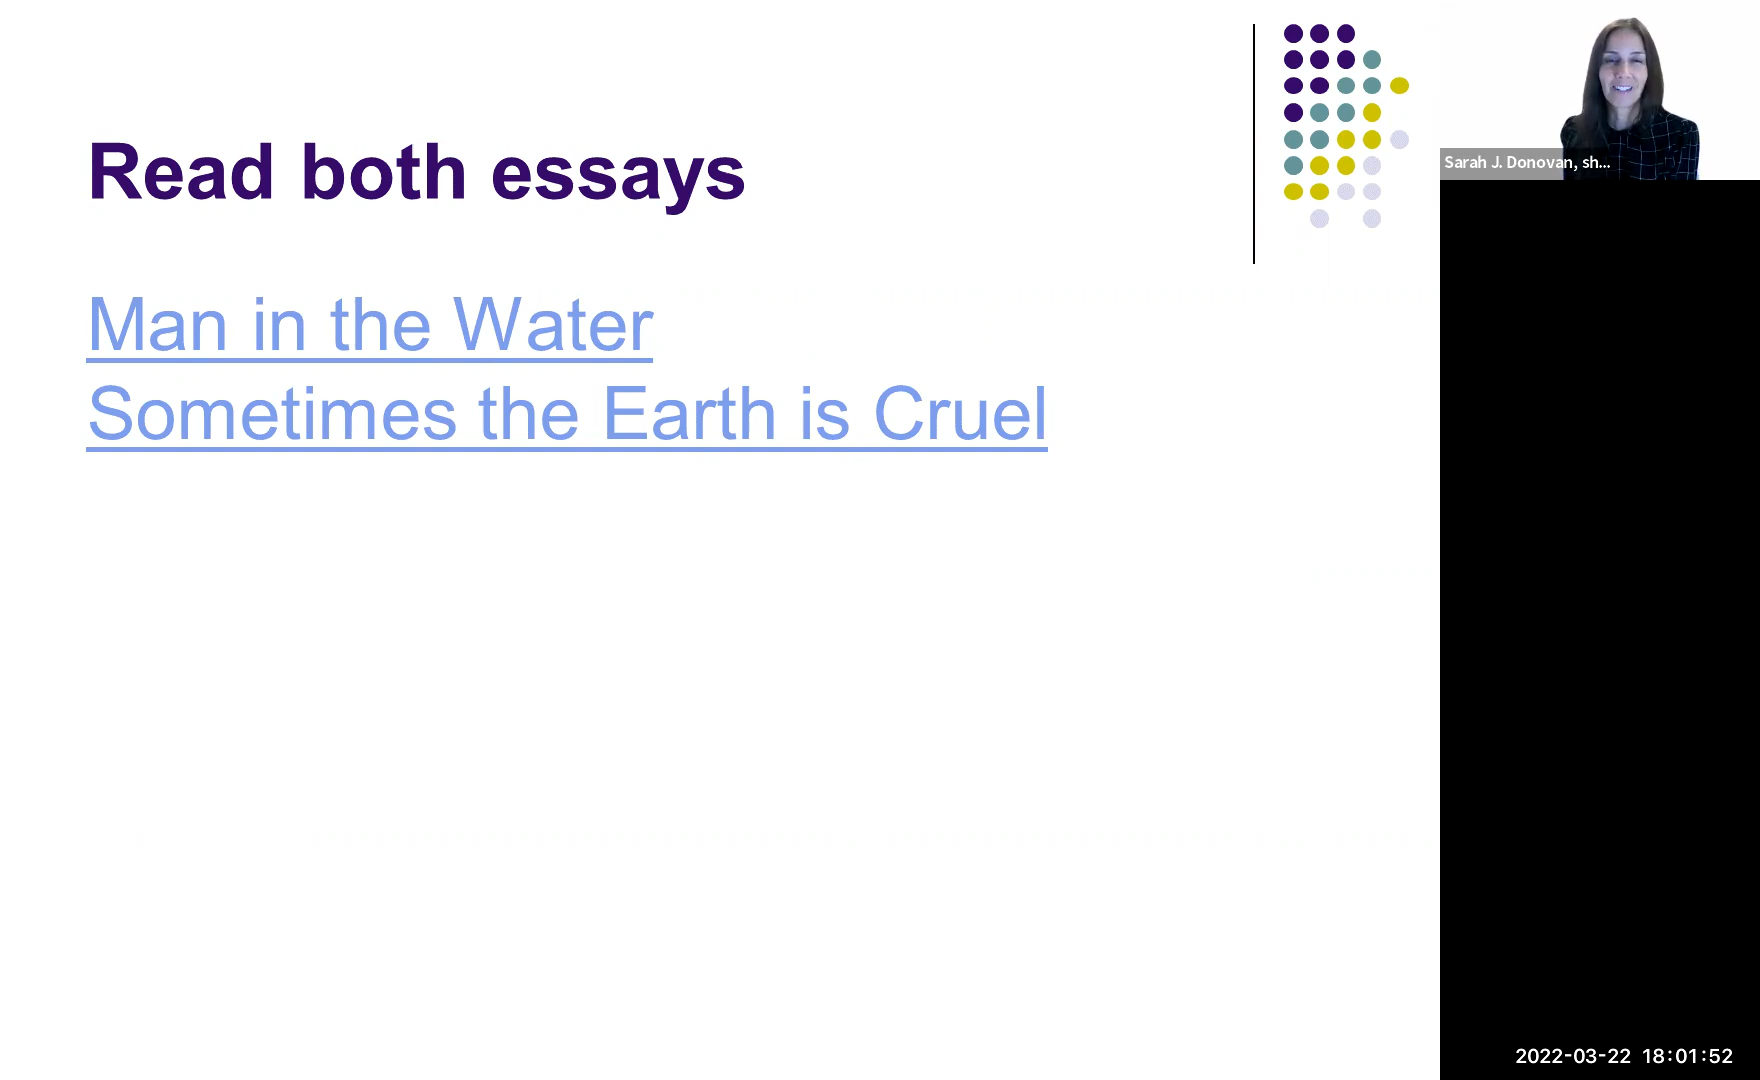 Read both essays
Man in the Water
Sometimes the Earth is Cruel
Sarah J. Donovan, sh...
2022-03-22 18:01:52